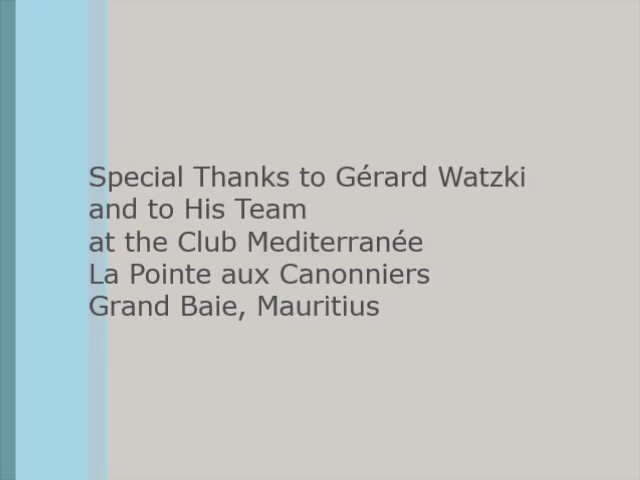 Special Thanks to Gérard Watzki
and to His Team
at the Club Mediterranée
La Pointe aux Canonniers
Grand Baie, Mauritius